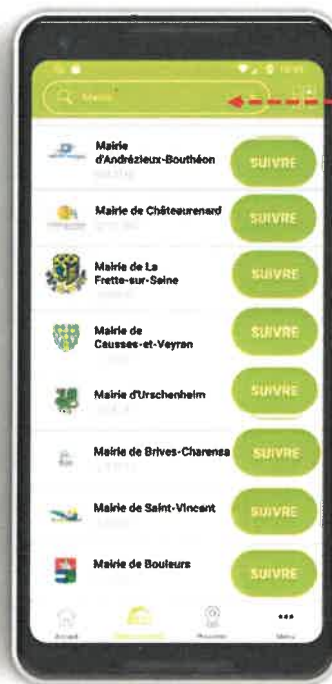 Mairie
Mairie
d'Andrézieux-Bouthéon
SUIVRE
Mairie de Châteaurenard
SUIVRE
Mairie de La
Frette-sur-Seine
SUIVRE
Mairie de
Causses-et-Veyran
SUIVRE
Mairie d'Urschenheim
SUIVRE
Mairie de Brives-Charensa
SUIVRE
Mairie de Saint-Vincent
SUIVRE
Mairie de Bouleurs
SUIVRE
Accueil
Menu